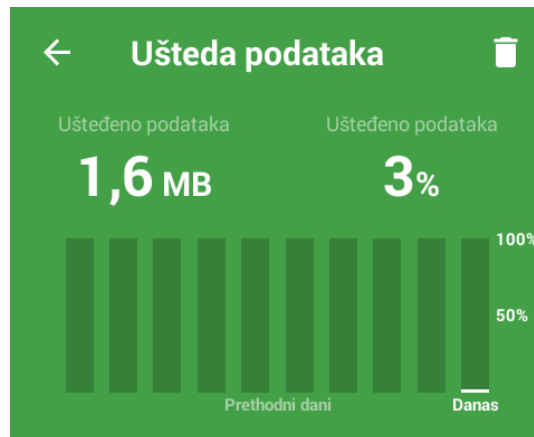 Ušteda podataka
Ušteđeno podataka Ušteđeno podataka
1,6 MB 3%
100%
50%
Prethodni dani Danas